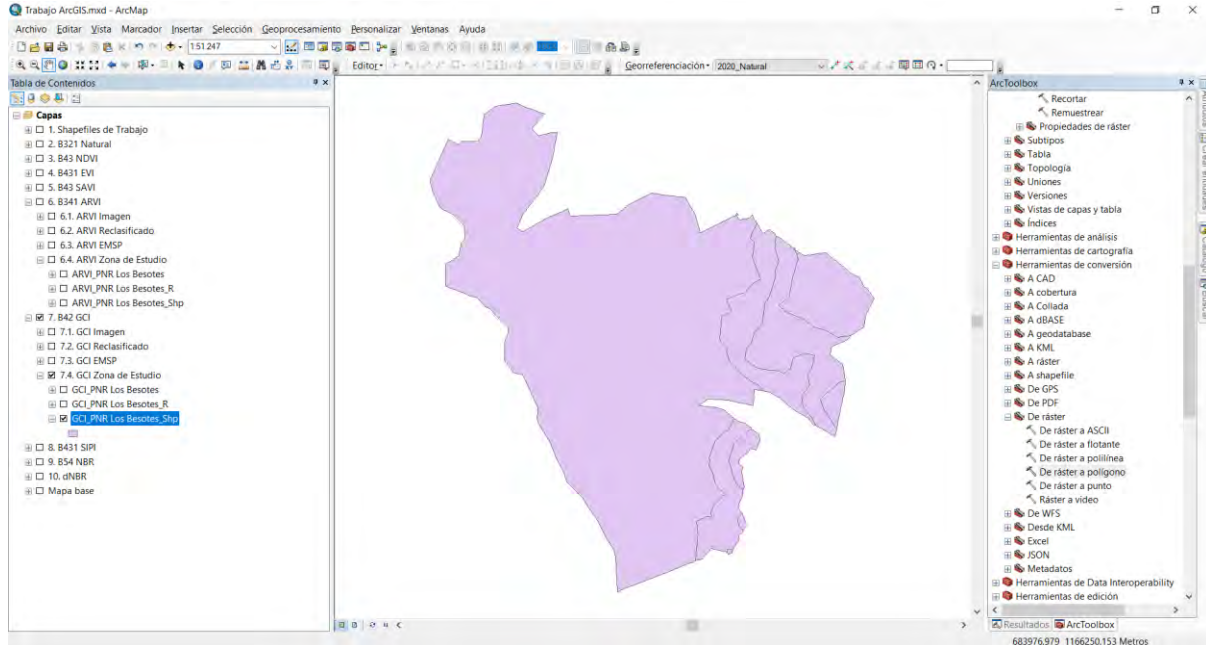 Trabajo ArcGIS.mxd - ArcMap
Archivo Editar Vista Marcador Insertar Selección Geoprocesamiento Personalizar Ventanas Ayuda
1:51.247
Editor Georreferenciación 2020_Natural
Tabla de Contenidos
Capas
1. Shapefiles de Trabajo
2. B321 Natural
3. B43 NDVI
4. B431 EVI
5. B43 SAVI
6. B341 ARVI
6.1. ARVI Imagen
6.2. ARVI Reclasificado
6.3. ARVI EMSP
6.4. ARVI Zona de Estudio
ARVI_PNR Los Besotes
ARVI_PNR Los Besotes_R
ARVI_PNR Los Besotes_Shp
7. B42 GCI
7.1. GCI Imagen
7.2. GCI Reclasificado
7.3. GCI EMSP
7.4. GCI Zona de Estudio
GCI_PNR Los Besotes
GCI_PNR Los Besotes_R
GCI_PNR Los Besotes_Shp
8. B431 SIPI
9. B54 NBR
10. dNBR
Mapa base
ArcToolbox
Recortar
Remuestrear
Propiedades de ráster
Subtipos
Tabla
Topología
Uniones
Versiones
Vistas de capas y tabla
Índices
Herramientas de análisis
Herramientas de cartografía
Herramientas de conversión
A CAD
A cobertura
A Collada
A dBASE
A geodatabase
A KML
A ráster
A shapefile
De GPS
De PDF
De ráster
De ráster a ASCII
De ráster a flotante
De ráster a polilínea
De ráster a polígono
De ráster a punto
Ráster a video
De WFS
Desde KML
Excel
JSON
Metadatos
Herramientas de Data Interoperability
Herramientas de edición
Resultados ArcToolbox
683976,979 1166250,153 Metros